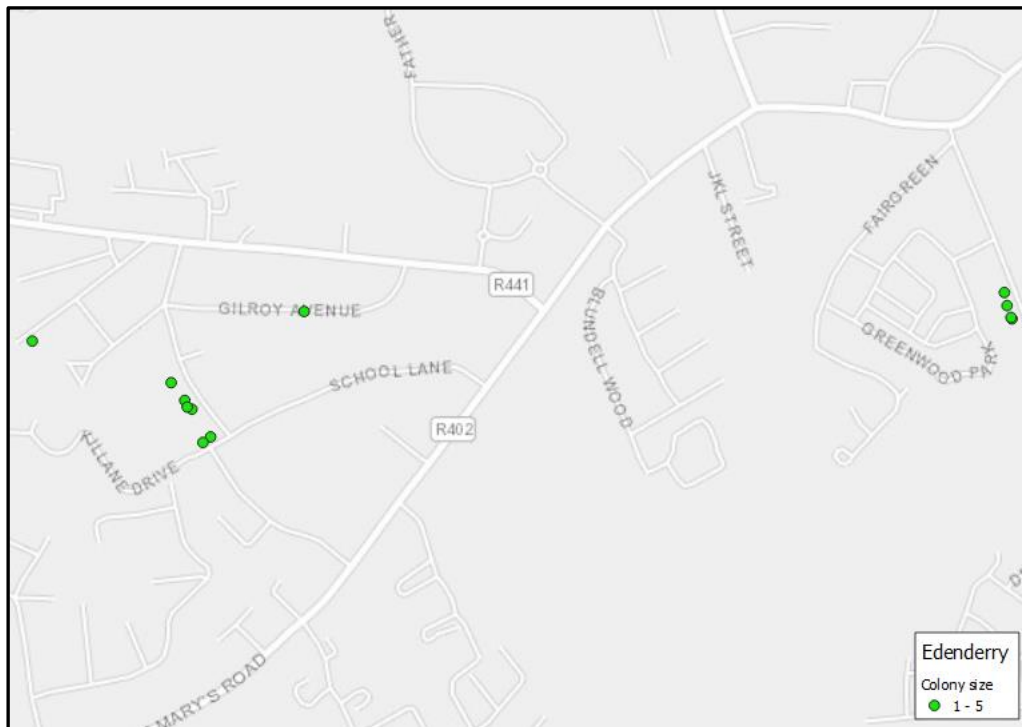 FATHER
FAIRGREEN
JKL STREET
R441
GILROY AVENUE
BLUNDELL WOOD
GREENWOOD PARK
SCHOOL LANE
R402
KILLANE DRIVE
MARY'S ROAD
Edenderry
Colony size
1 - 5